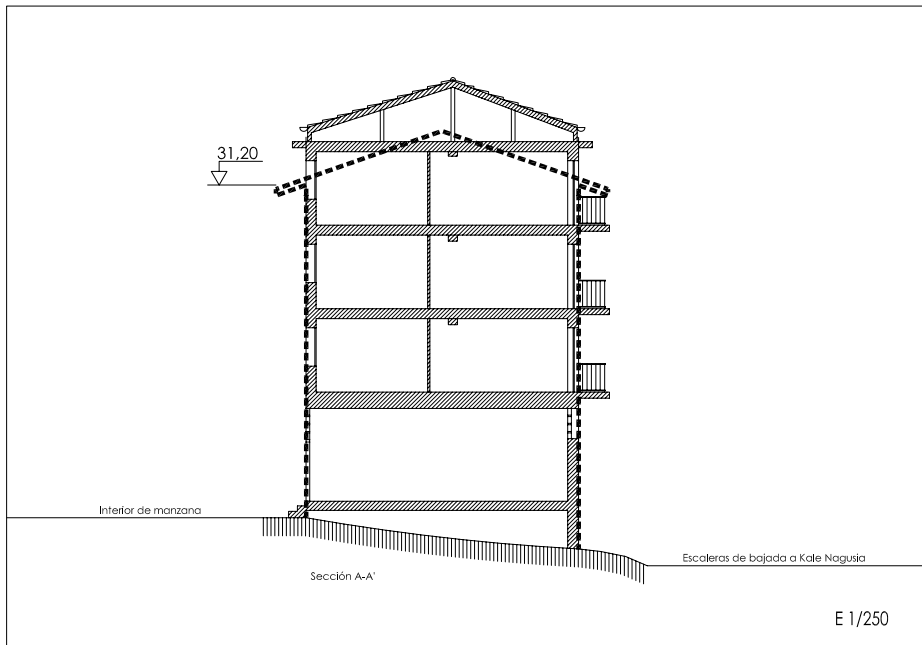 31,20
Interior de manzana
Escaleras de bajada a Kale Nagusia
Sección A-A'
E 1/250